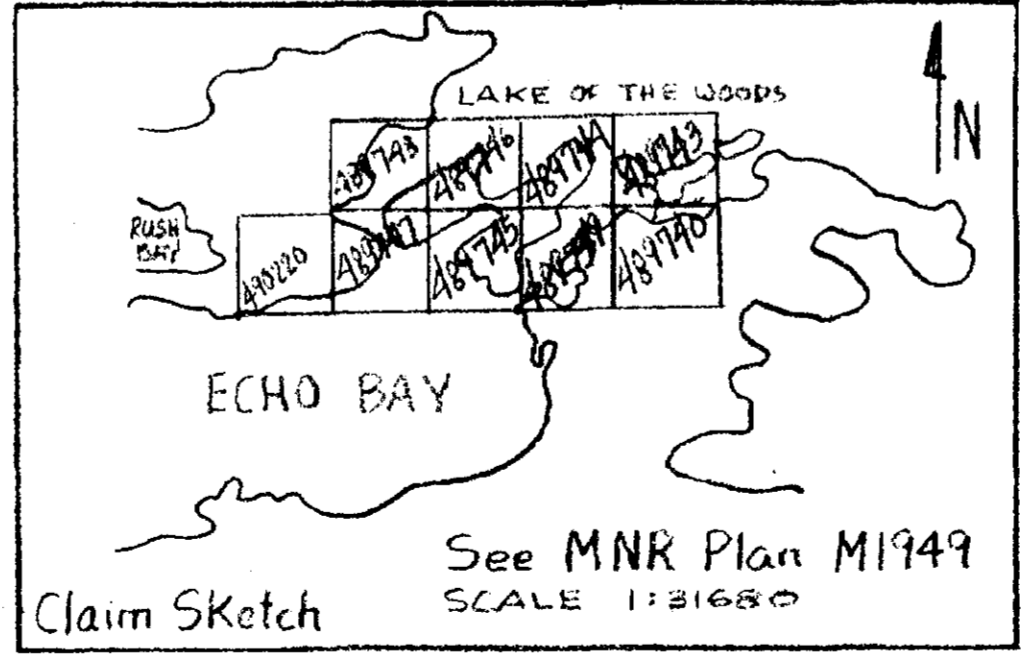 LAKE OF THE WOODS
N
489746
489744
489743
RUSH
BAY
490220
489747
489745
489740
ECHO BAY
See MNR Plan M1949
SCALE 1:31680
Claim SKetch